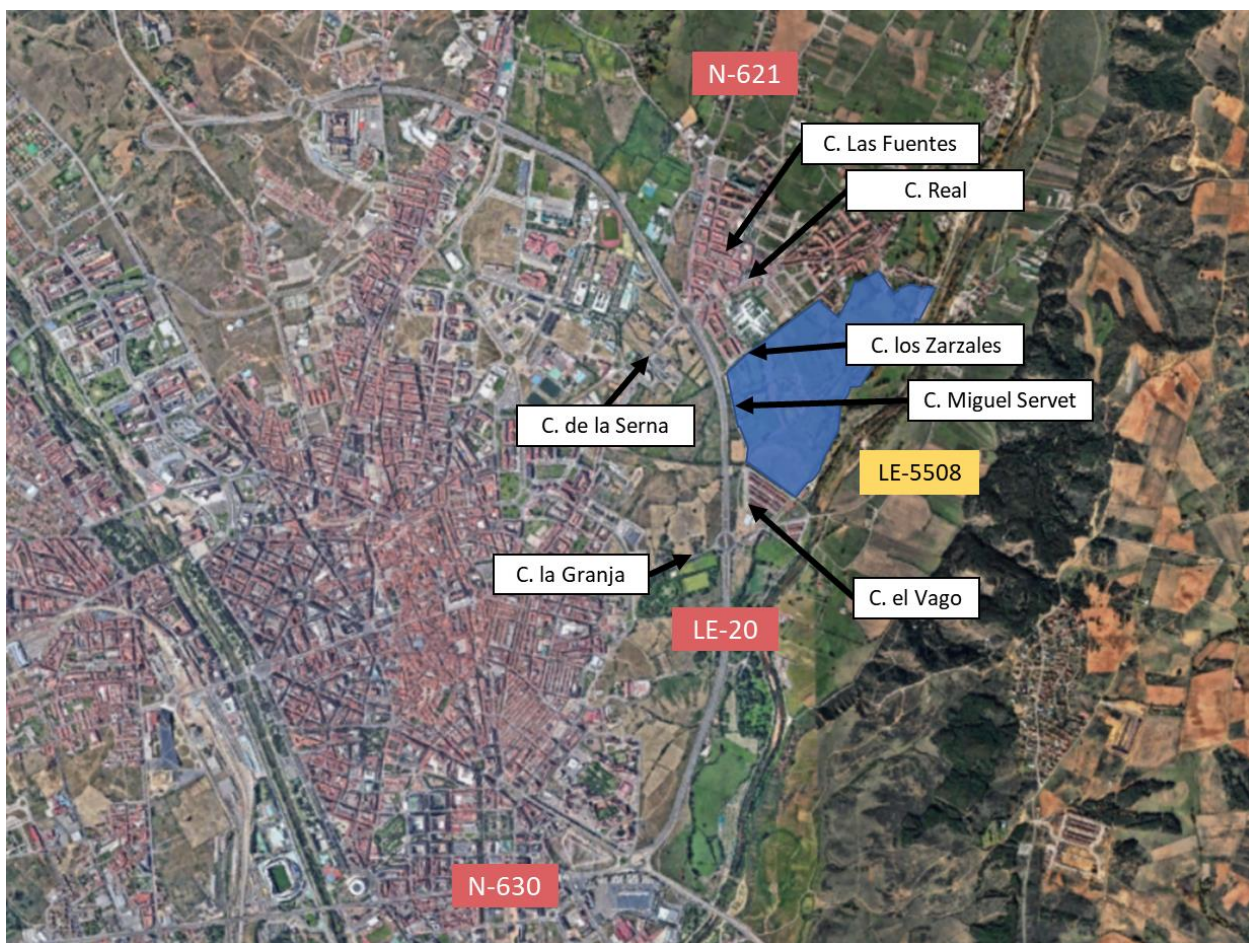 N-621
C. Las Fuentes
C. Real
C. los Zarzales
C. Miguel Servet
C. de la Serna
LE-5508
C. la Granja
C. el Vago
LE-20
N-630